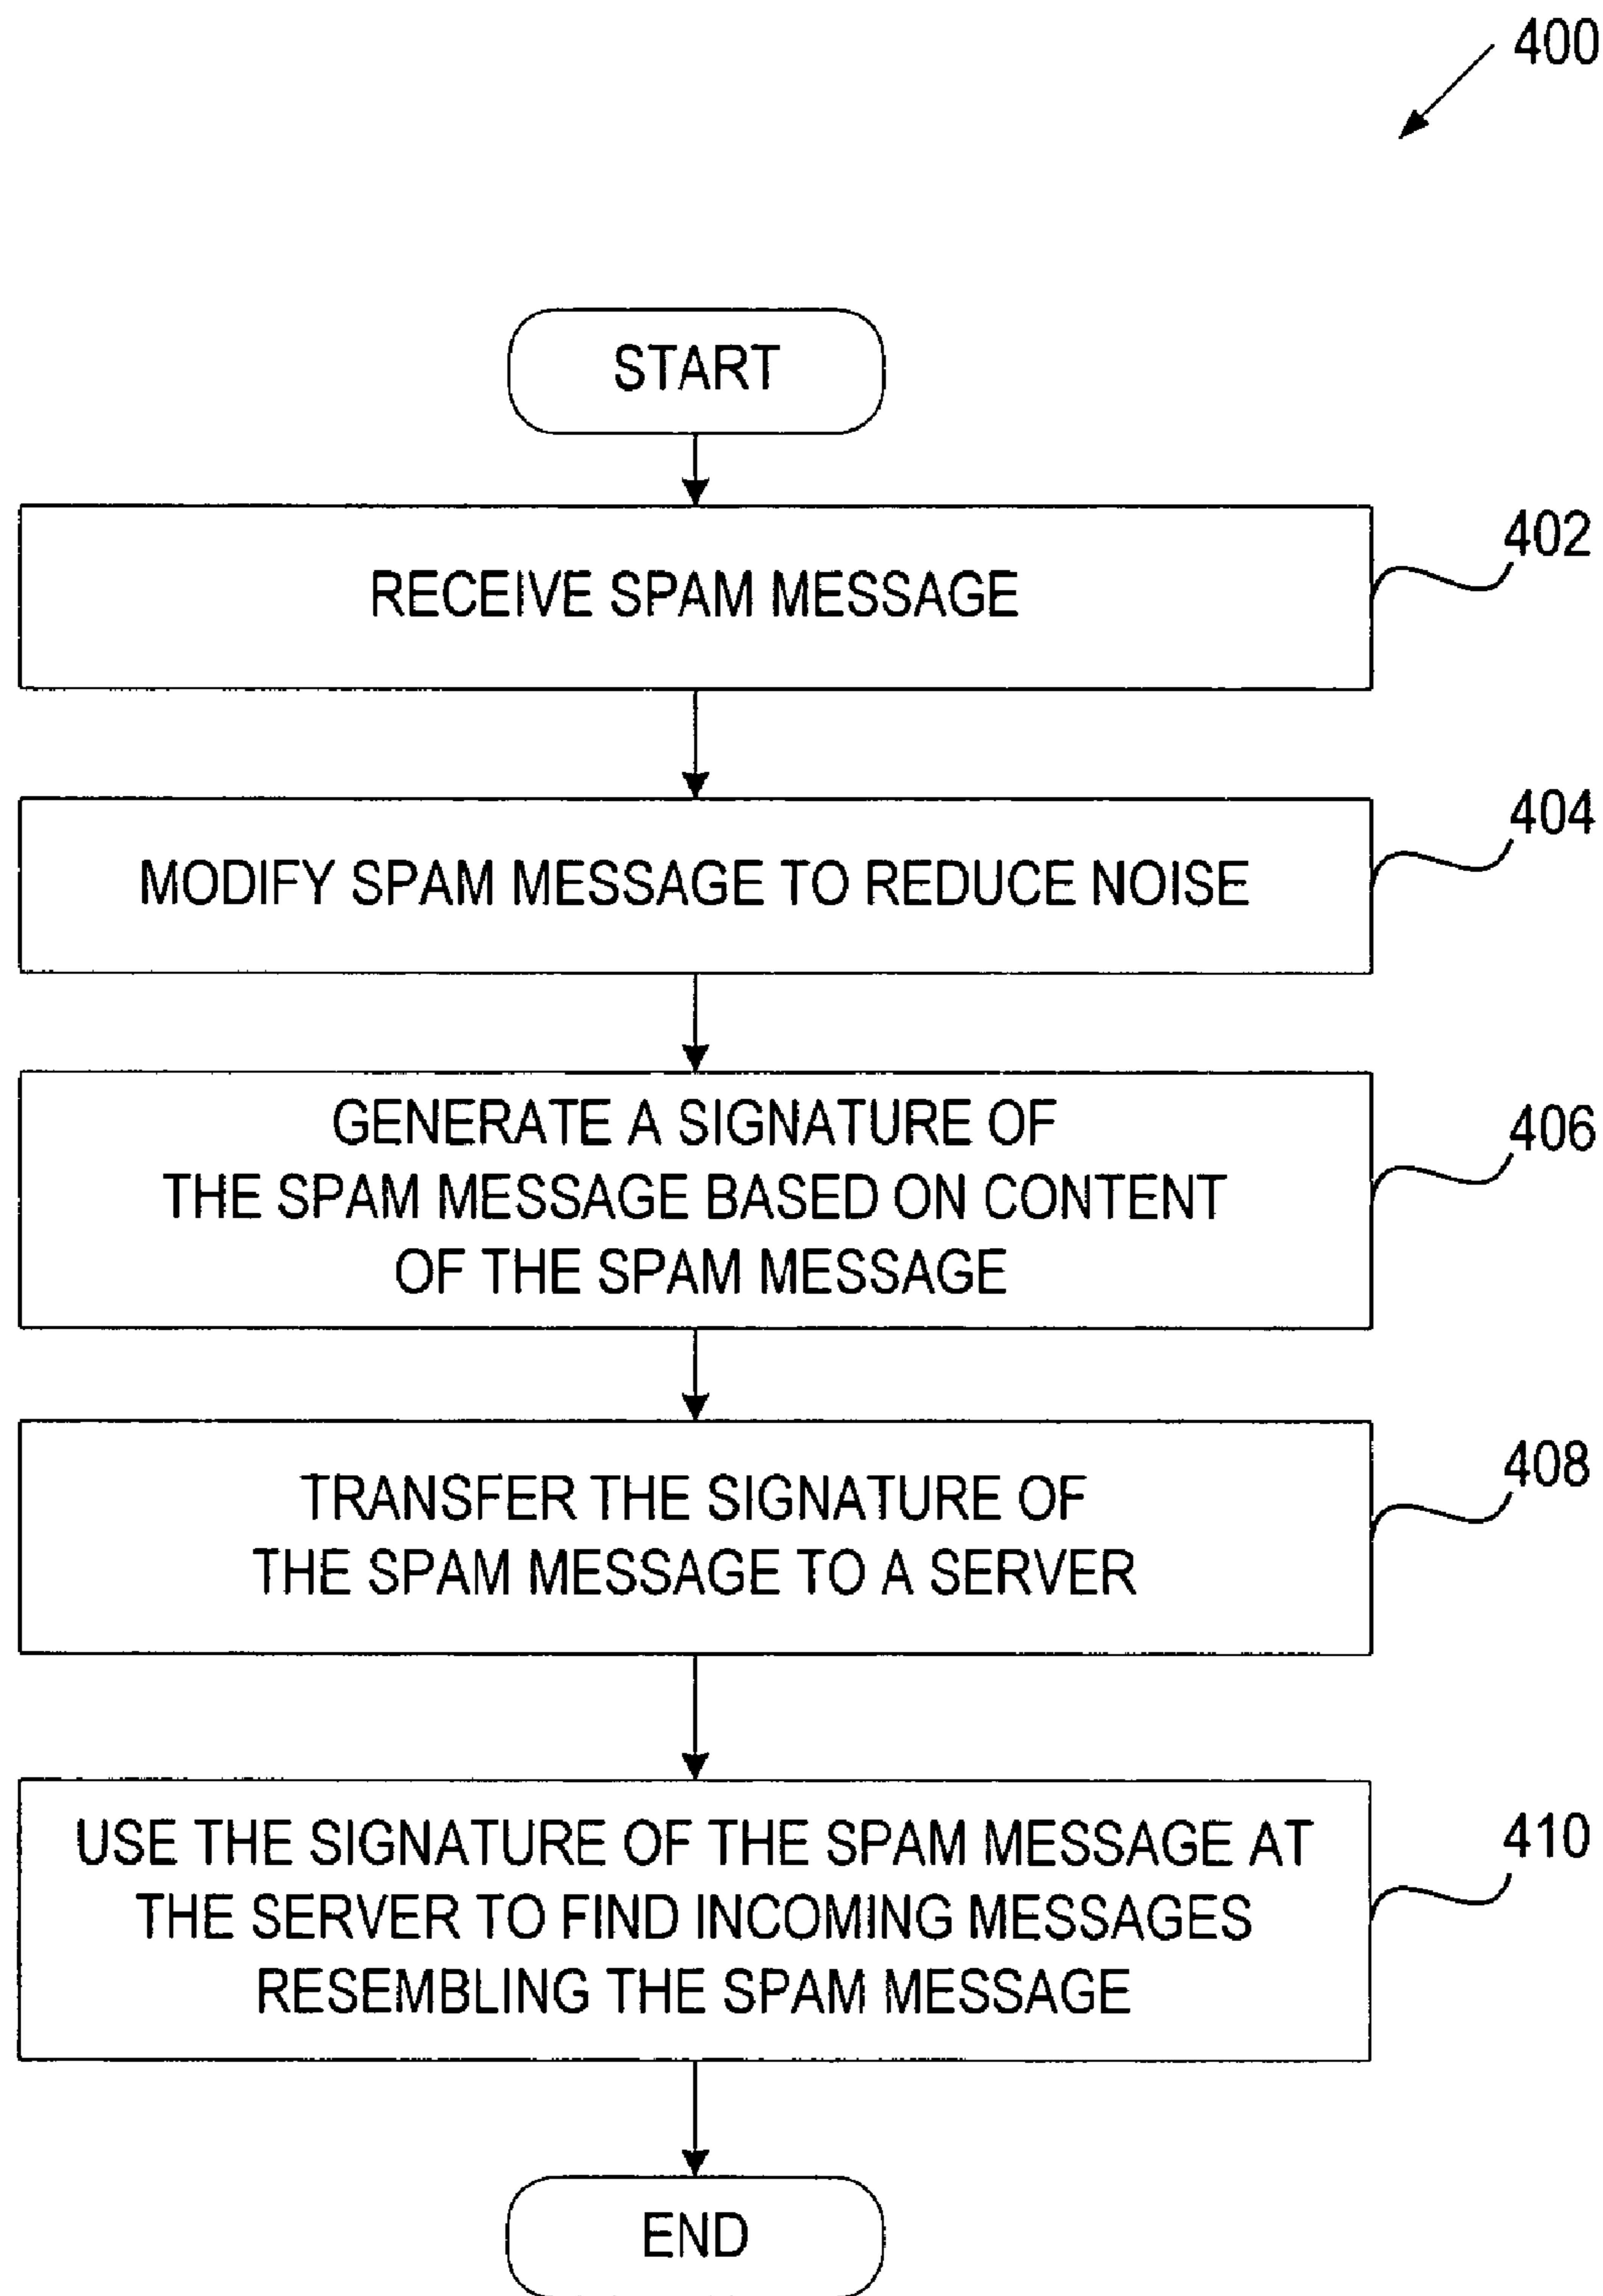 400
START
RECEIVE SPAM MESSAGE
402
MODIFY SPAM MESSAGE TO REDUCE NOISE
404
GENERATE A SIGNATURE OF
THE SPAM MESSAGE BASED ON CONTENT
OF THE SPAM MESSAGE
406
TRANSFER THE SIGNATURE OF
THE SPAM MESSAGE TO A SERVER
408
USE THE SIGNATURE OF THE SPAM MESSAGE AT
THE SERVER TO FIND INCOMING MESSAGES
RESEMBLING THE SPAM MESSAGE
410
END